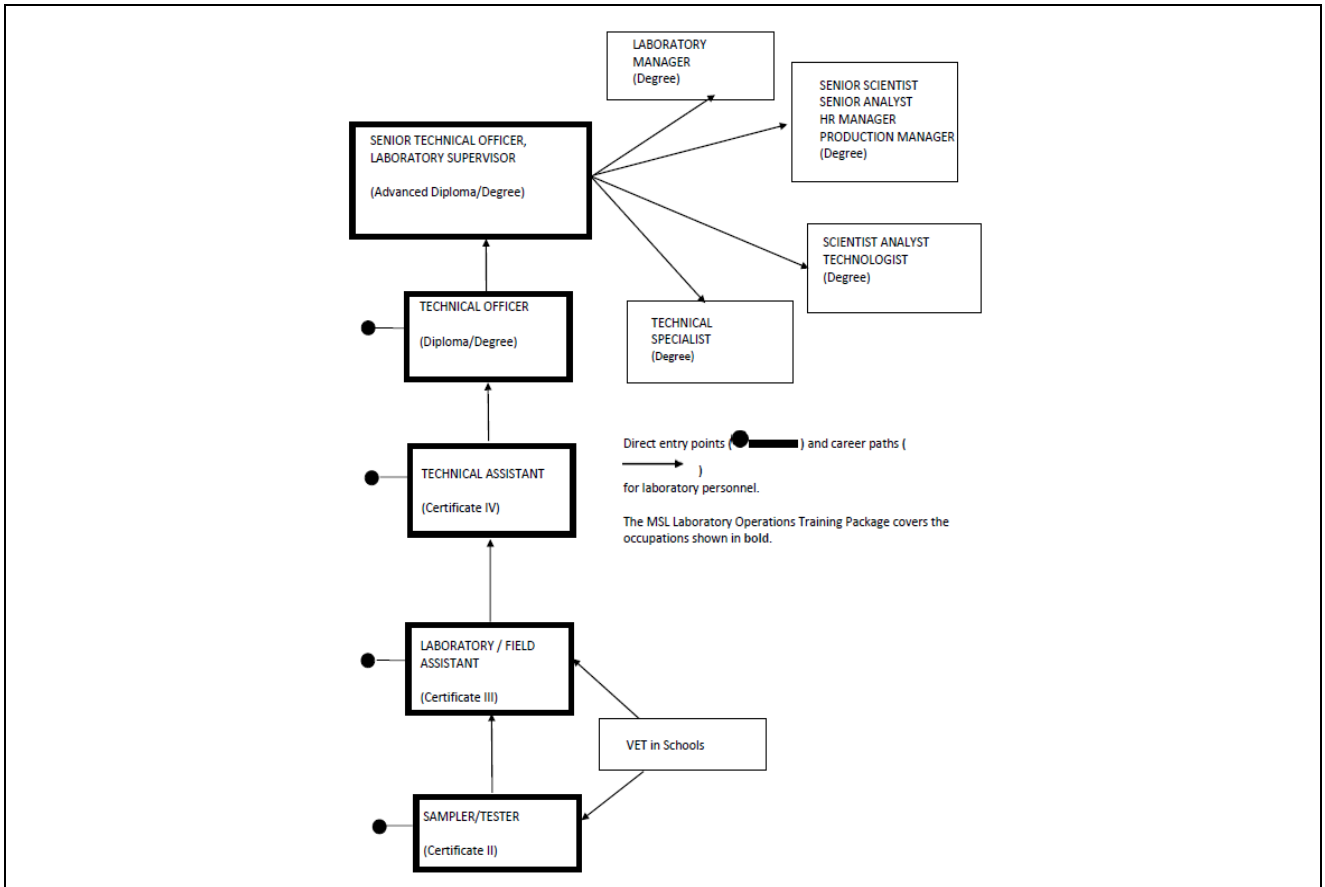 LABORATORY
MANAGER
(Degree)
SENIOR SCIENTIST
SENIOR ANALYST
HR MANAGER
PRODUCTION MANAGER
(Degree)
SENIOR TECHNICAL OFFICER,
LABORATORY SUPERVISOR
(Advanced Diploma/Degree)
SCIENTIST ANALYST
TECHNOLOGIST
(Degree)
TECHNICAL OFFICER
(Diploma/Degree)
TECHNICAL
SPECIALIST
(Degree)
Direct entry points ( ) and career paths (
)
for laboratory personnel.
The MSL Laboratory Operations Training Package covers the
occupations shown in bold.
TECHNICAL ASSISTANT
(Certificate IV)
LABORATORY / FIELD
ASSISTANT
(Certificate III)
VET in Schools
SAMPLER/TESTER
(Certificate II)